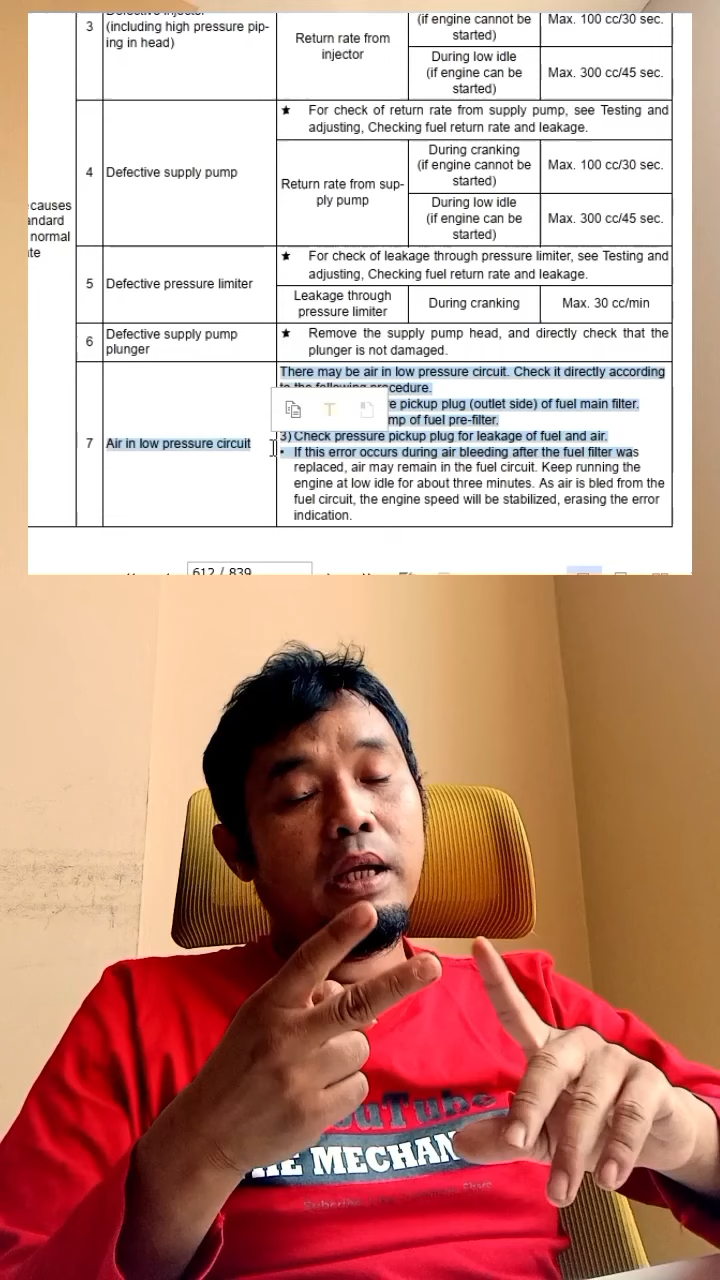 3
(including high pressure pip-
ing in head)
Return rate from
injector
(if engine cannot be
started)
Max. 100 cc/30 sec.
During low idle
(if engine can be
started)
Max. 300 cc/45 sec.
causes
andard
normal
te
4
Defective supply pump
★ For check of return rate from supply pump, see Testing and
adjusting, Checking fuel return rate and leakage.
Return rate from sup-
ply pump
During cranking
(if engine cannot be
started)
Max. 100 cc/30 sec.
During low idle
(if engine can be
started)
Max. 300 cc/45 sec.
5
Defective pressure limiter
★ For check of leakage through pressure limiter, see Testing and
adjusting, Checking fuel return rate and leakage.
Leakage through
pressure limiter
During cranking
Max. 30 cc/min
6
Defective supply pump
plunger
★ Remove the supply pump head, and directly check that the
plunger is not damaged.
7
Air in low pressure circuit
There may be air in low pressure circuit. Check it directly according
to the following procedure.
pickup plug (outlet side) of fuel main filter.
of fuel pre-filter.
3) Check pressure pickup plug for leakage of fuel and air.
• If this error occurs during air bleeding after the fuel filter was
replaced, air may remain in the fuel circuit. Keep running the
engine at low idle for about three minutes. As air is bled from the
fuel circuit, the engine speed will be stabilized, erasing the error
indication.
612 / 839
YouTube
THE MECHAN